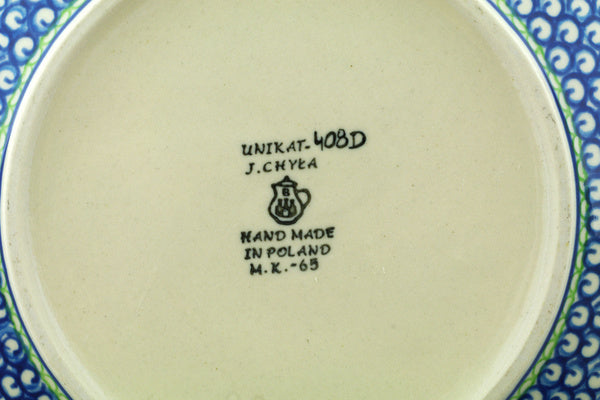 UNIKAT-408D
J.CHYŁA
B
HAND MADE
IN POLAND
M.K.-65